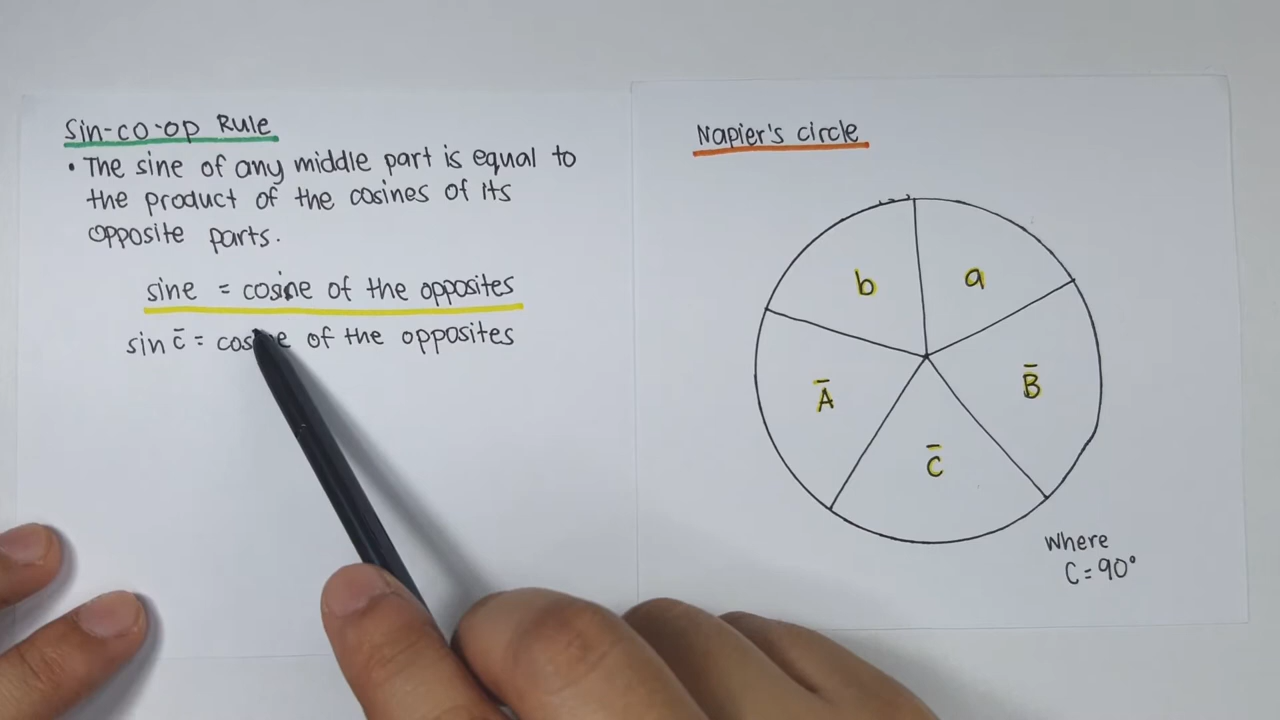 Sin-co-op Rule
• The sine of any middle part is equal to
the product of the cosines of its
opposite parts.
sine = cosine of the opposites
sin c̄ = cosine of the opposites
Napier's circle
b a
Ā B̄
c̄
Where
C = 90°